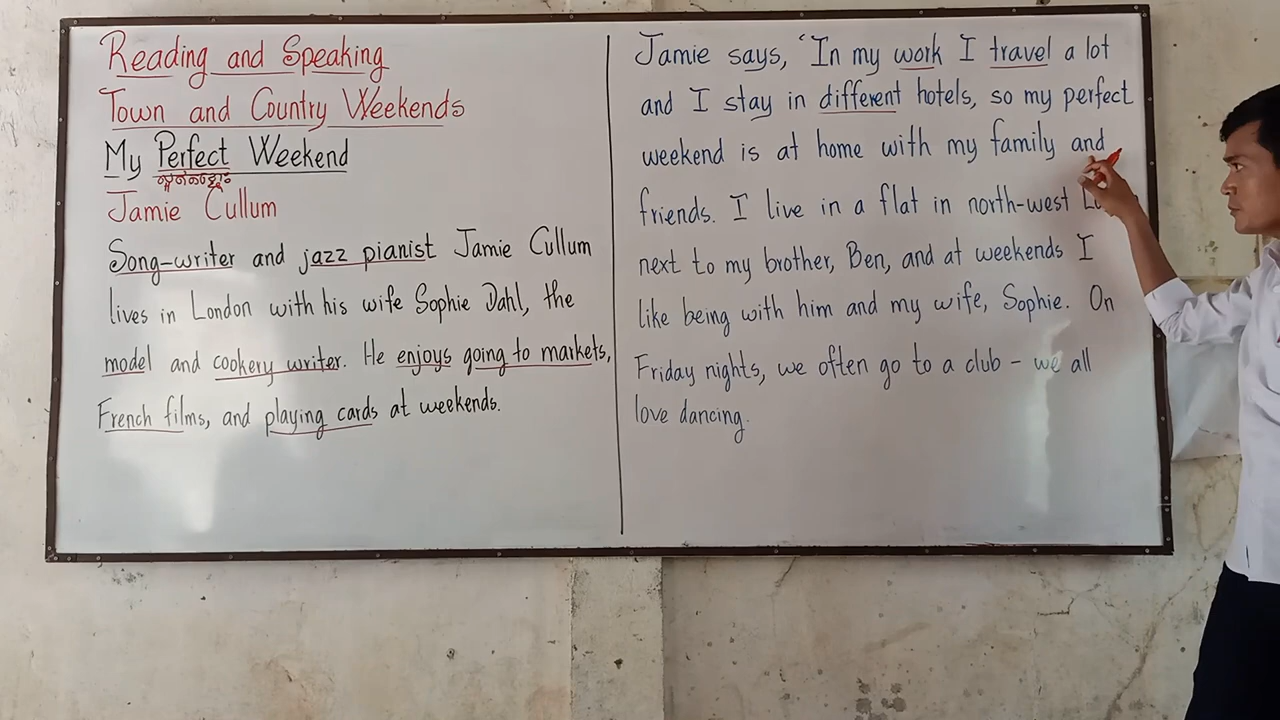 Reading and Speaking
Town and Country Weekends
My Perfect Weekend
Jamie Cullum
Song-writer and jazz pianist Jamie Cullum
lives in London with his wife Sophie Dahl, the
model and cookery writer. He enjoys going to markets,
French films, and playing cards at weekends.
Jamie says, 'In my work I travel a lot
and I stay in different hotels, so my perfect
weekend is at home with my family and
friends. I live in a flat in north-west
next to my brother, Ben, and at weekends I
like being with him and my wife, Sophie. On
Friday nights, we often go to a club - we all
love dancing.